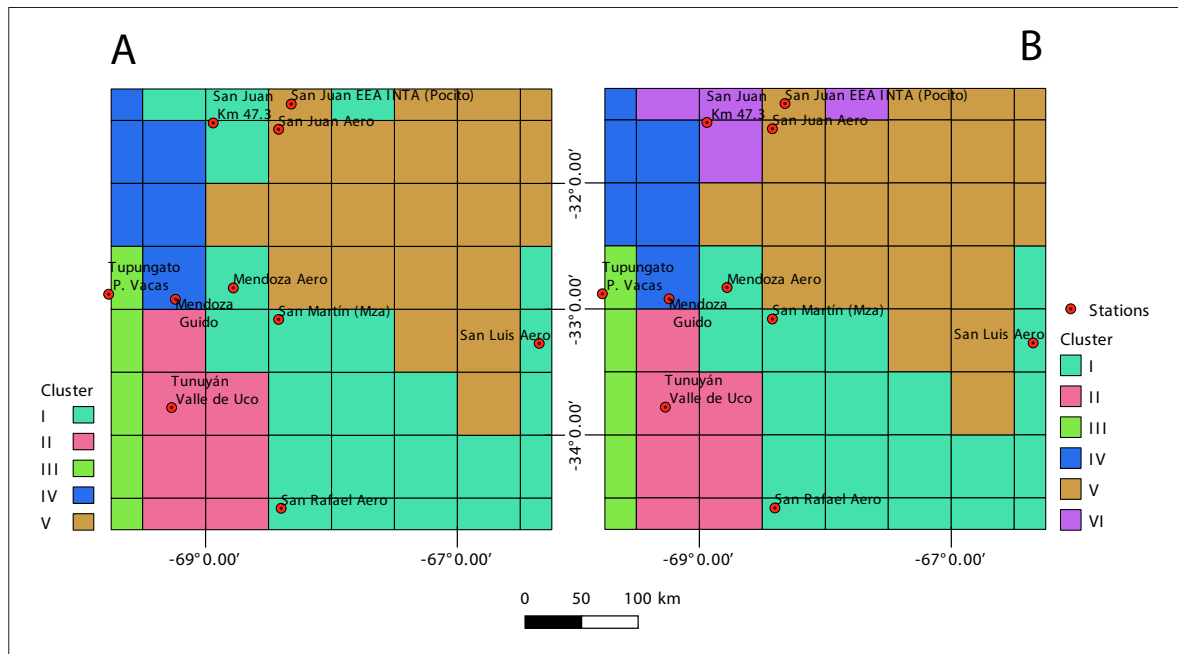 A
B
San Juan
Km 47.3
San Juan EEA INTA (Pocito)
San Juan Aero
Tupungato
P. Vacas
Mendoza Aero
Mendoza
Guido
San Martín (Mza)
San Luis Aero
Tunuyán
Valle de Uco
San Rafael Aero
Cluster
I
II
III
IV
V
-69°0.00’
-67°0.00’
-32°0.00’
-33°0.00’
-34°0.00’
San Juan
Km 47.3
San Juan EEA INTA (Pocito)
San Juan Aero
Tupungato
P. Vacas
Mendoza Aero
Mendoza
Guido
San Martín (Mza)
San Luis Aero
Tunuyán
Valle de Uco
San Rafael Aero
-69°0.00’
-67°0.00’
Stations
Cluster
I
II
III
IV
V
VI
0 50 100 km